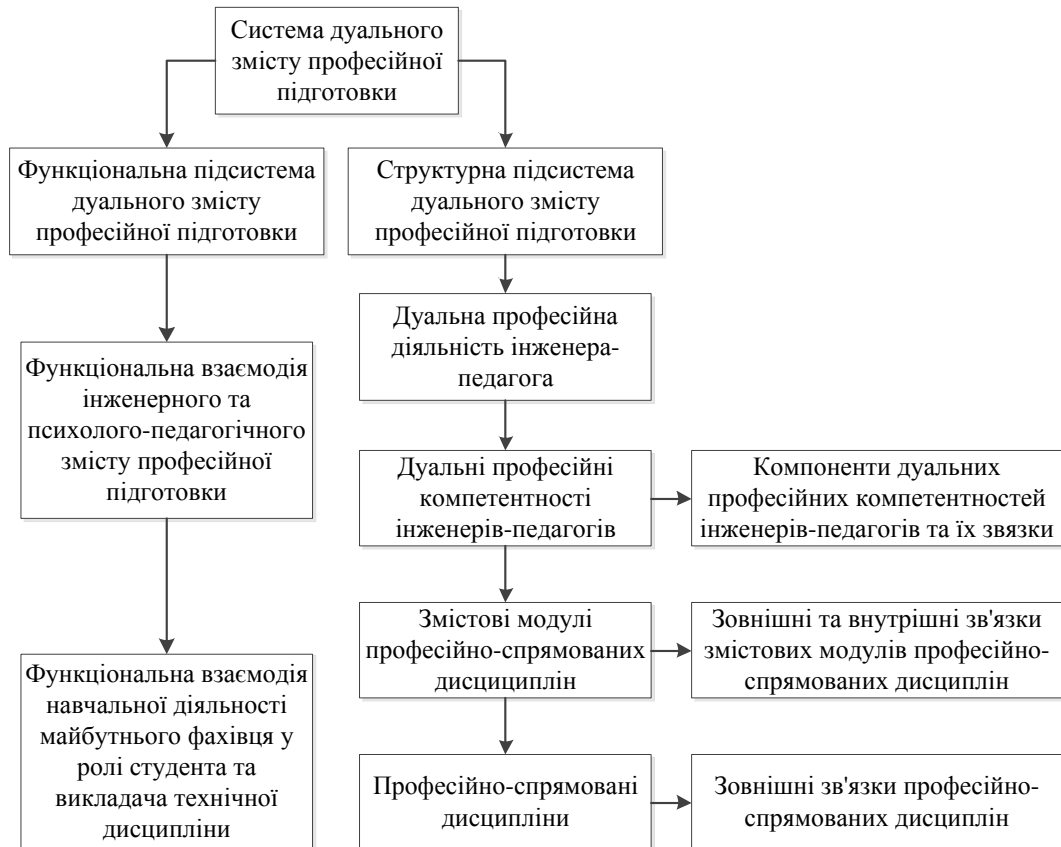 Система дуального
змісту професійної
підготовки
Функціональна підсистема
дуального змісту
професійної підготовки
Структурна підсистема
дуального змісту
професійної підготовки
Дуальна професійна
діяльність інженера-
педагога
Функціональна взаємодія
інженерного та
психолого-педагогічного
змісту професійної
підготовки
Дуальні професійні
компетентності
інженерів-педагогів
Компоненти дуальних
професійних компетентностей
інженерів-педагогів та їх звязки
Змістові модулі
професійно-спрямованих
дисцициплін
Зовнішні та внутрішні зв'язки
змістових модулів професійно-
спрямованих дисциплін
Функціональна взаємодія
навчальної діяльності
майбутнього фахівця у
ролі студента та
викладача технічної
дисципліни
Професійно-спрямовані
дисципліни
Зовнішні зв'язки професійно-
спрямованих дисциплін